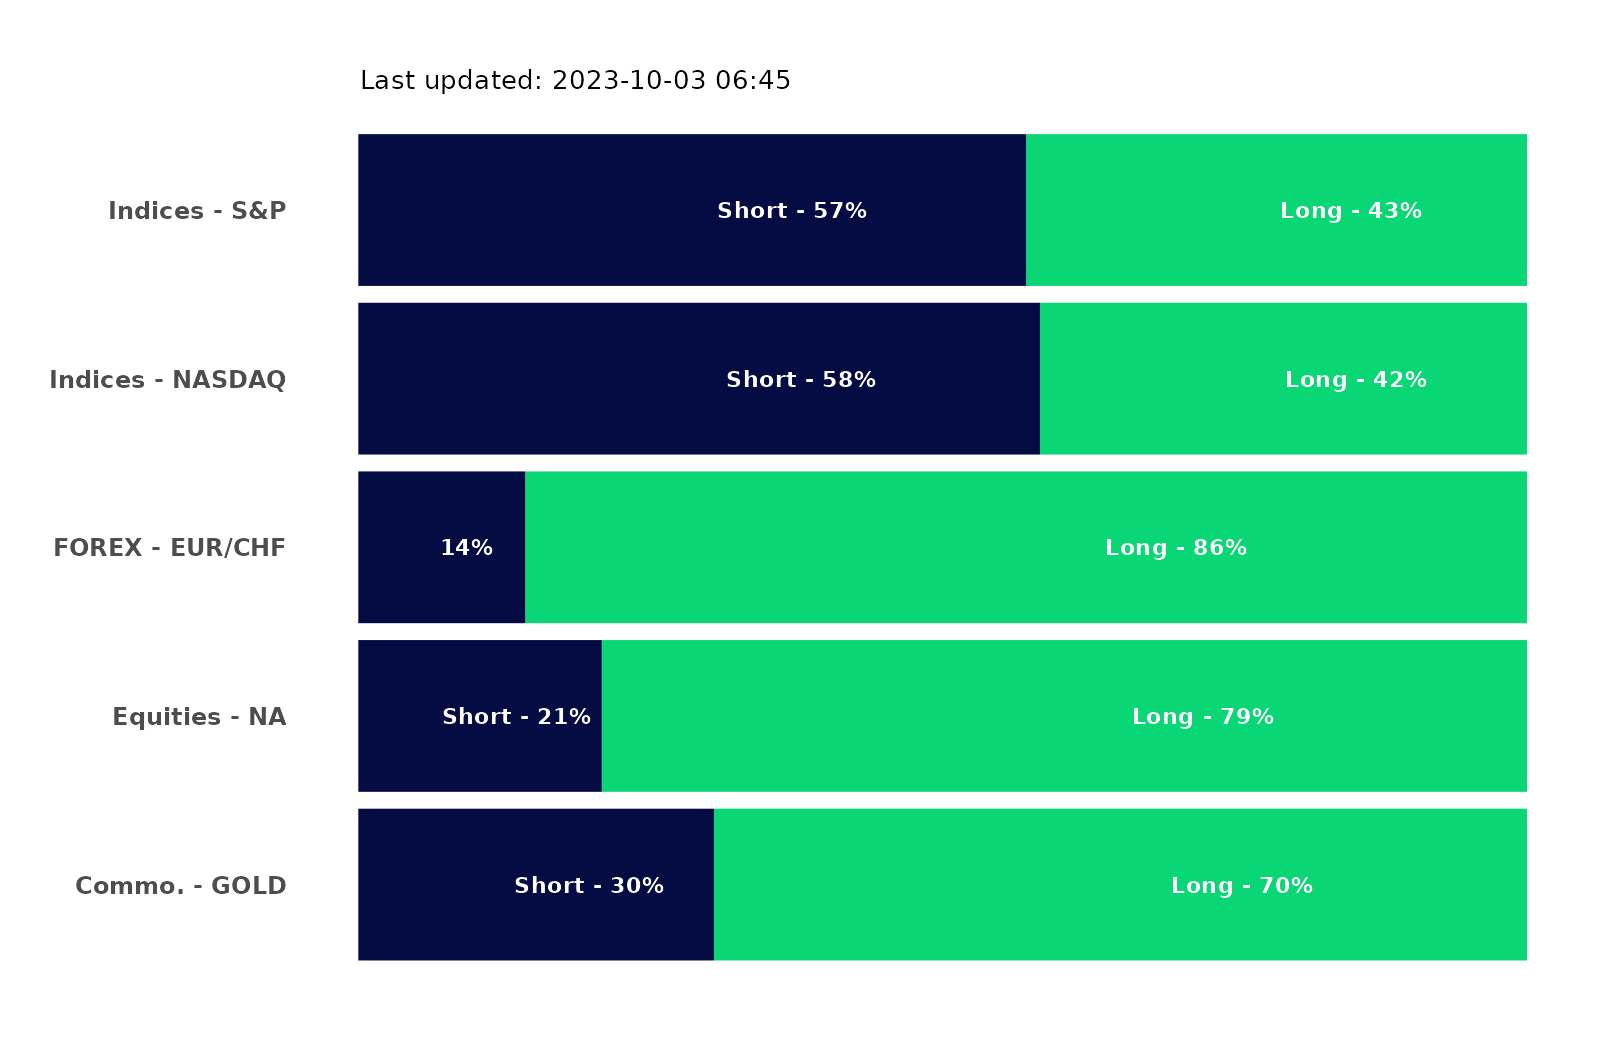 Last updated: 2023-10-03 06:45
Indices - S&P Short - 57% Long - 43%
Indices - NASDAQ Short - 58% Long - 42%
FOREX - EUR/CHF 14% Long - 86%
Equities - NA Short - 21% Long - 79%
Commo. - GOLD Short - 30% Long - 70%